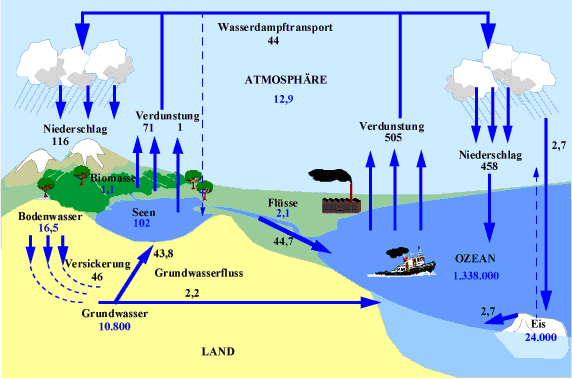 Wasserdampftransport
44
ATMOSPHÄRE
12,9
Verdunstung
71 1
Niederschlag
116
Verdunstung
505
Niederschlag
458
2,7
Biomasse
1,1
Seen
102
Flüsse
2,1
44,7
Bodenwasser
16,5
Versickerung
46
43,8
Grundwasserfluss
2,2
Grundwasser
10.800
OZEAN
1.338.000
2,7
Eis
24.000
LAND